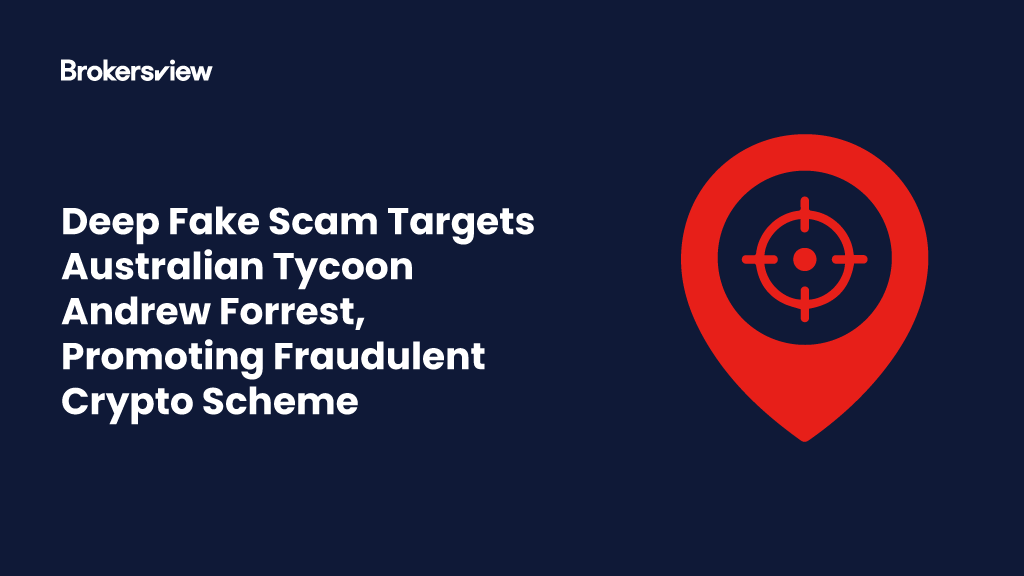 Brokersview
Deep Fake Scam Targets
Australian Tycoon
Andrew Forrest,
Promoting Fraudulent
Crypto Scheme